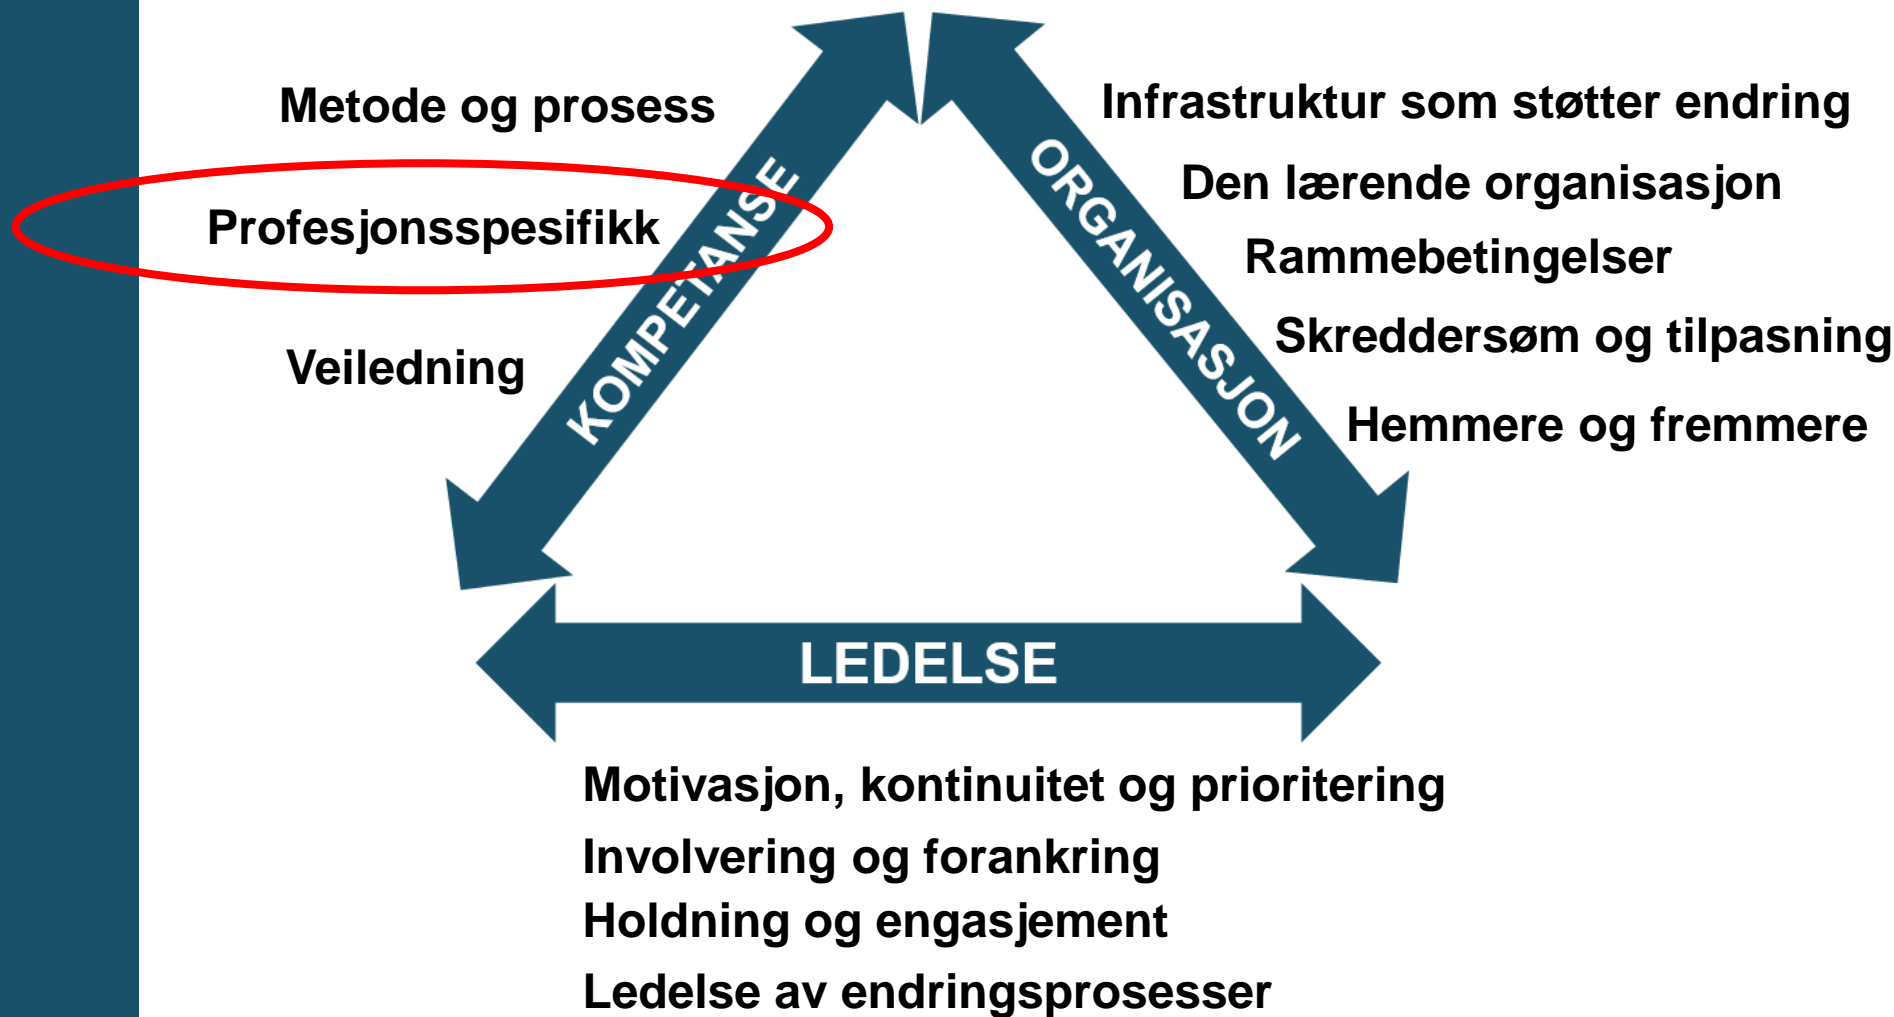 Metode og prosess
Profesjonsspesifikk
Veiledning
KOMPETANSE
ORGANISASJON
Infrastruktur som støtter endring
Den lærende organisasjon
Rammebetingelser
Skreddersøm og tilpasning
Hemmere og fremmere
LEDELSE
Motivasjon, kontinuitet og prioritering
Involvering og forankring
Holdning og engasjement
Ledelse av endringsprosesser